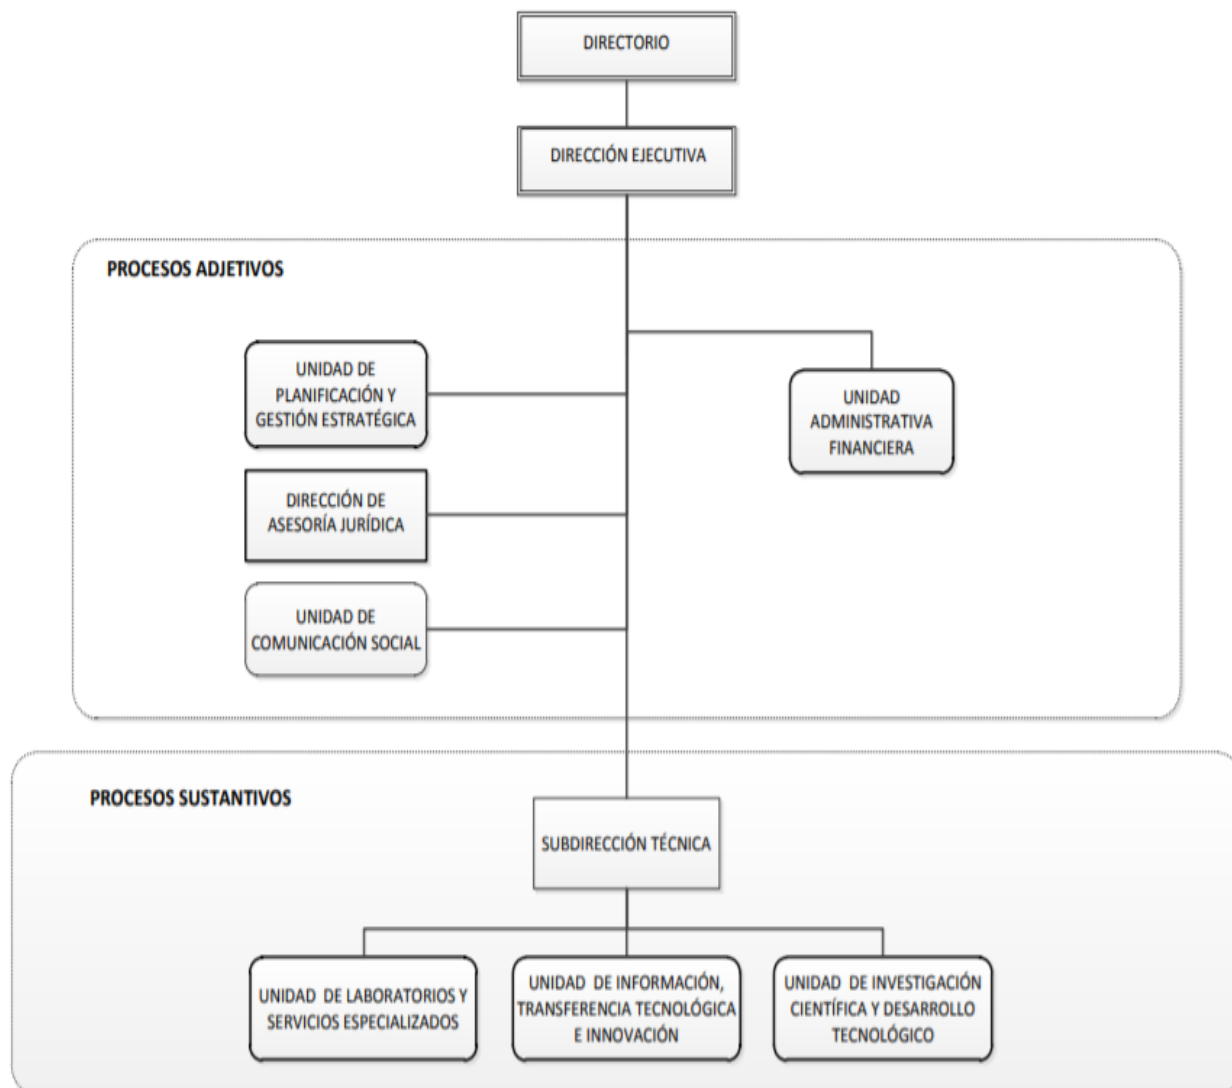 DIRECTORIO
DIRECCIÓN EJECUTIVA
PROCESOS ADJETIVOS
UNIDAD DE
PLANIFICACIÓN Y
GESTIÓN ESTRATÉGICA
UNIDAD
ADMINISTRATIVA
FINANCIERA
DIRECCIÓN DE
ASESORÍA JURÍDICA
UNIDAD DE
COMUNICACIÓN SOCIAL
PROCESOS SUSTANTIVOS
SUBDIRECCIÓN TÉCNICA
UNIDAD DE LABORATORIOS Y
SERVICIOS ESPECIALIZADOS
UNIDAD DE INFORMACIÓN,
TRANSFERENCIA TECNOLÓGICA
E INNOVACIÓN
UNIDAD DE INVESTIGACIÓN
CIENTÍFICA Y DESARROLLO
TECNOLÓGICO